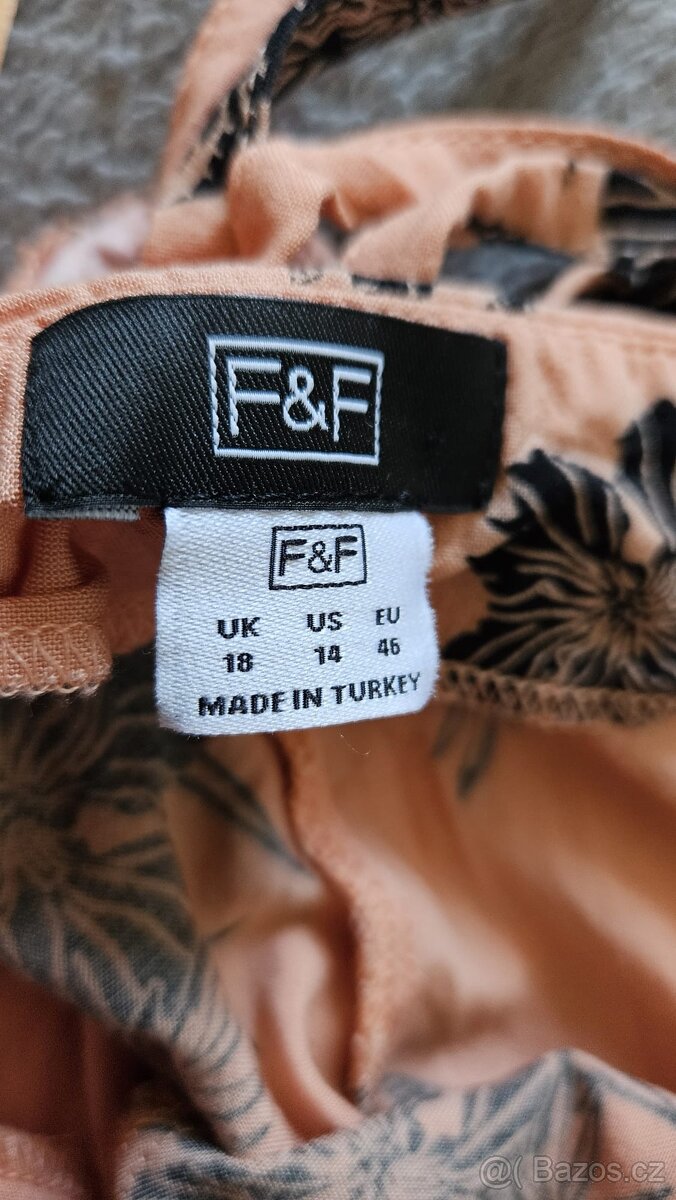 F&F
F&F
UK US EU
18 14 46
MADE IN TURKEY
@( Bazos.cz